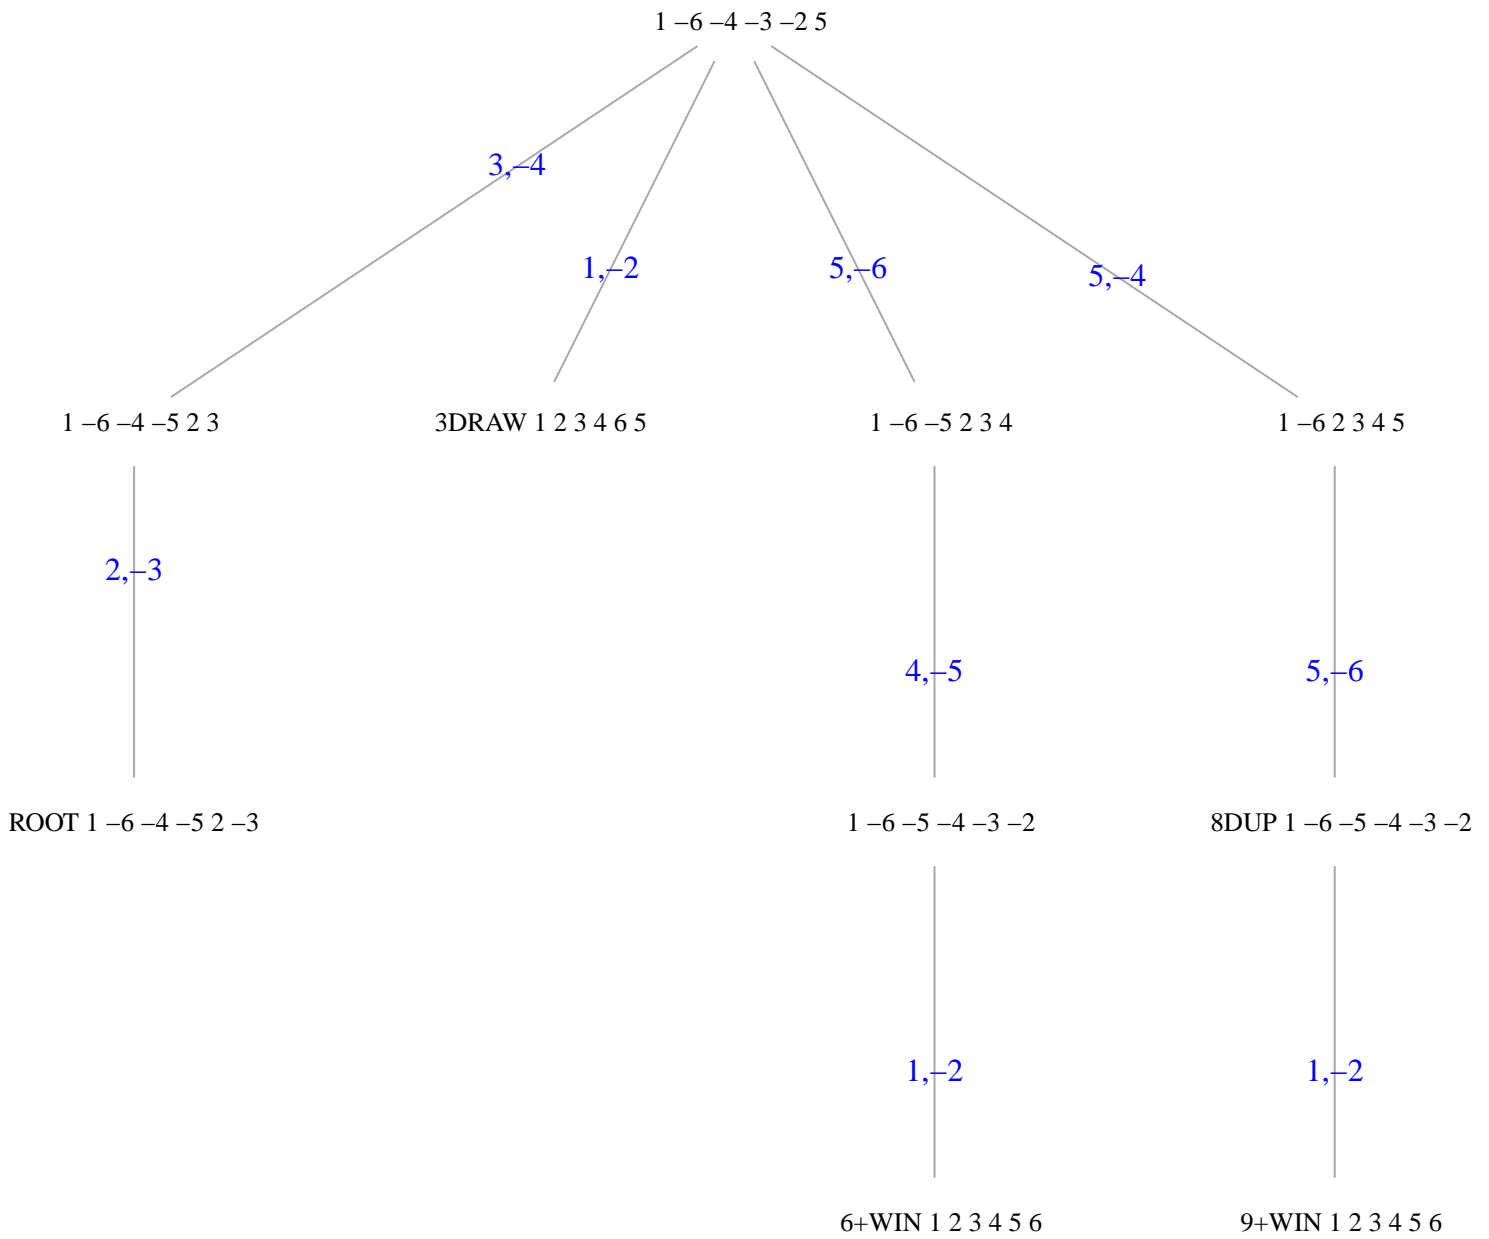 1 –6 –4 –3 –2 5
3,–4
1,–2
5,–6
5,–4
1 –6 –4 –5 2 3
3DRAW 1 2 3 4 6 5
1 –6 –5 2 3 4
1 –6 2 3 4 5
2,–3
4,–5
5,–6
ROOT 1 –6 –4 –5 2 –3
1 –6 –5 –4 –3 –2
8DUP 1 –6 –5 –4 –3 –2
1,–2
1,–2
6+WIN 1 2 3 4 5 6
9+WIN 1 2 3 4 5 6